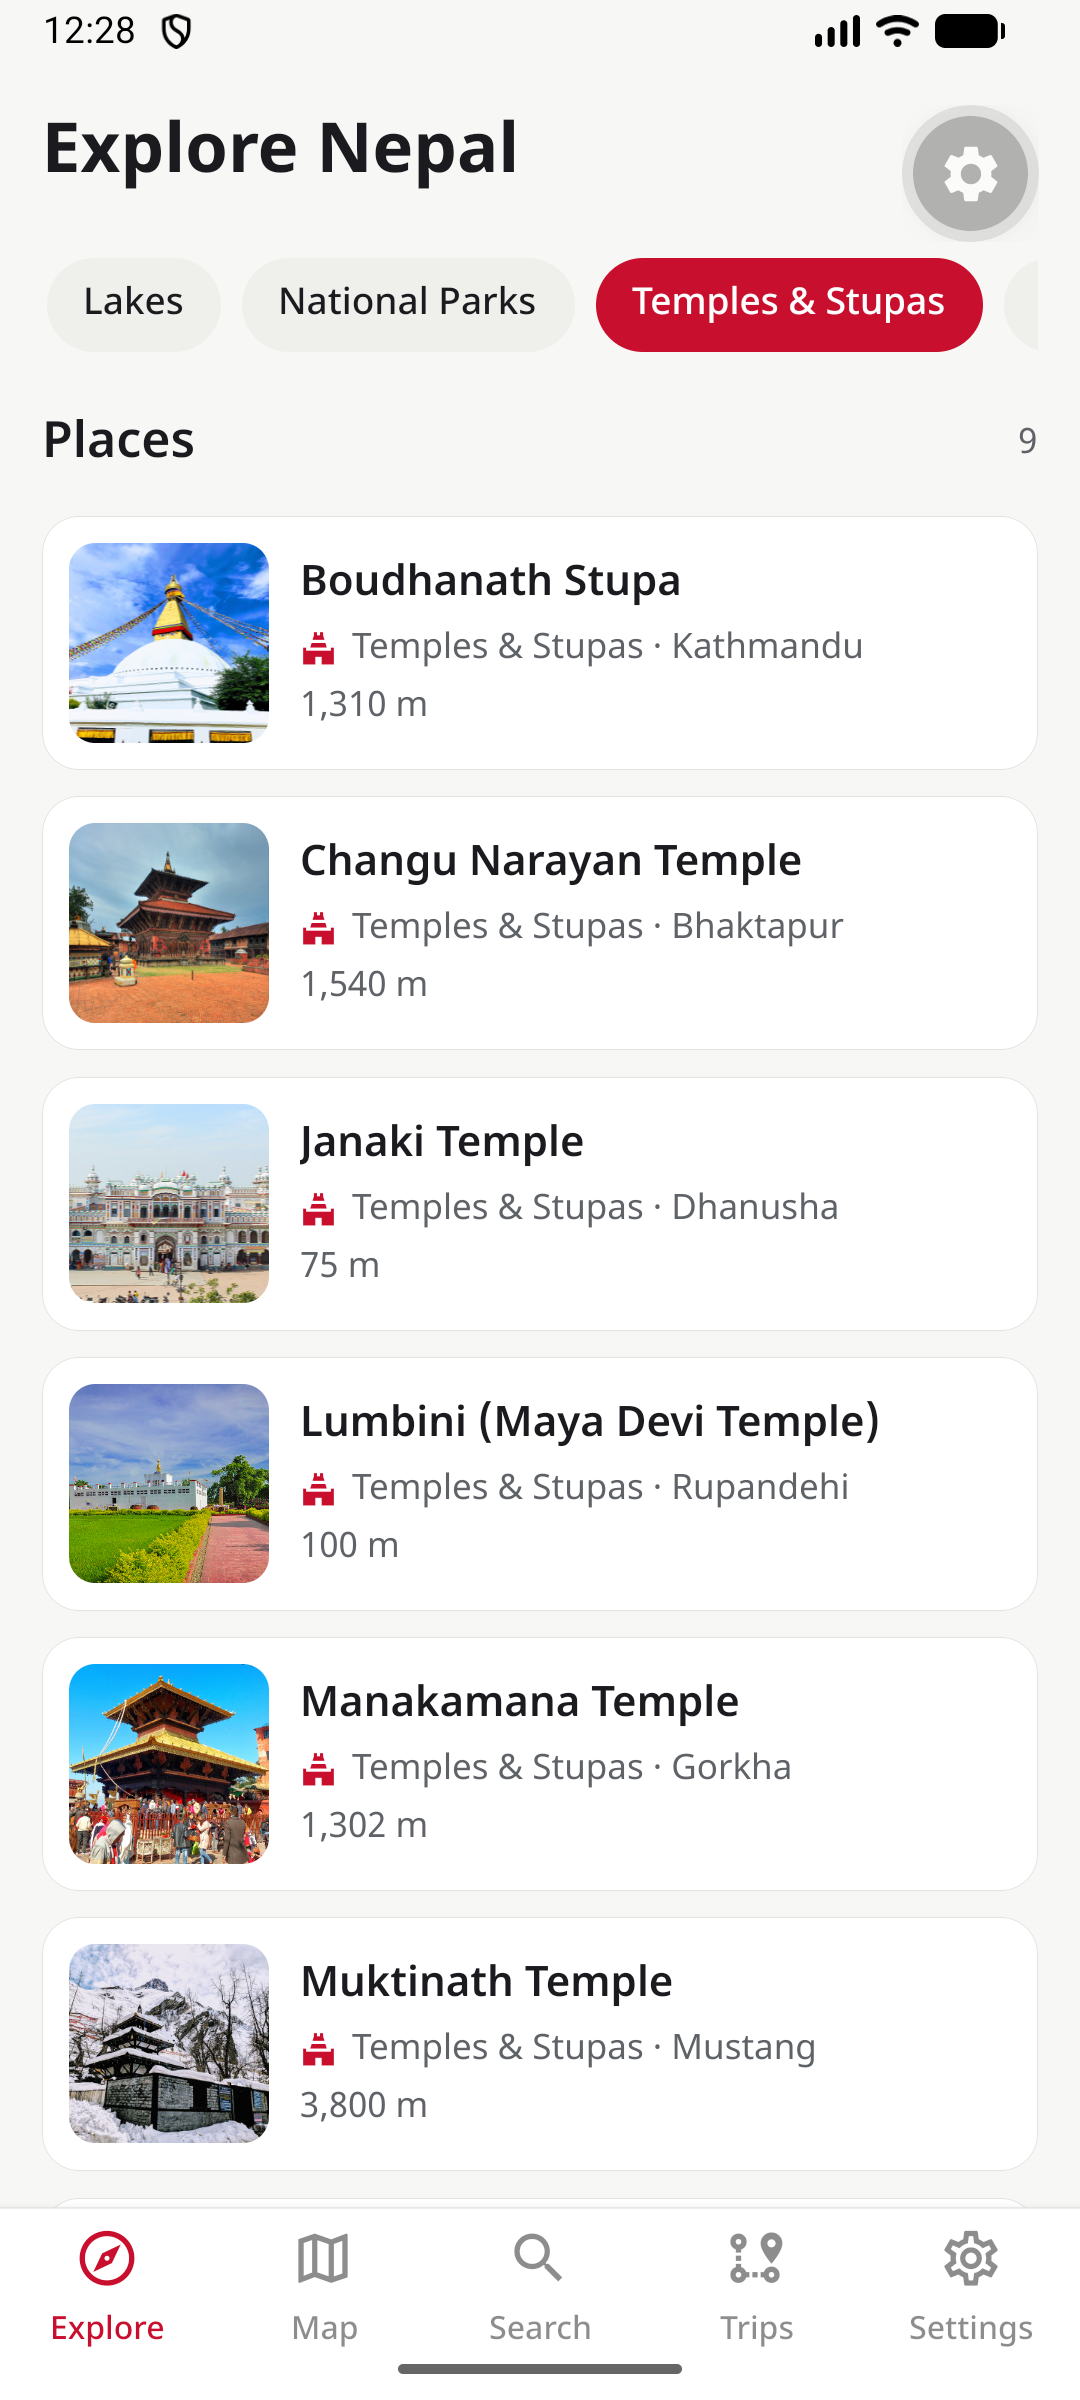 12:28
Explore Nepal
Lakes
National Parks
Temples & Stupas
Places
9
Boudhanath Stupa
Temples & Stupas · Kathmandu
1,310 m
Changu Narayan Temple
Temples & Stupas · Bhaktapur
1,540 m
Janaki Temple
Temples & Stupas · Dhanusha
75 m
Lumbini (Maya Devi Temple)
Temples & Stupas · Rupandehi
100 m
Manakamana Temple
Temples & Stupas · Gorkha
1,302 m
Muktinath Temple
Temples & Stupas · Mustang
3,800 m
Explore
Map
Search
Trips
Settings